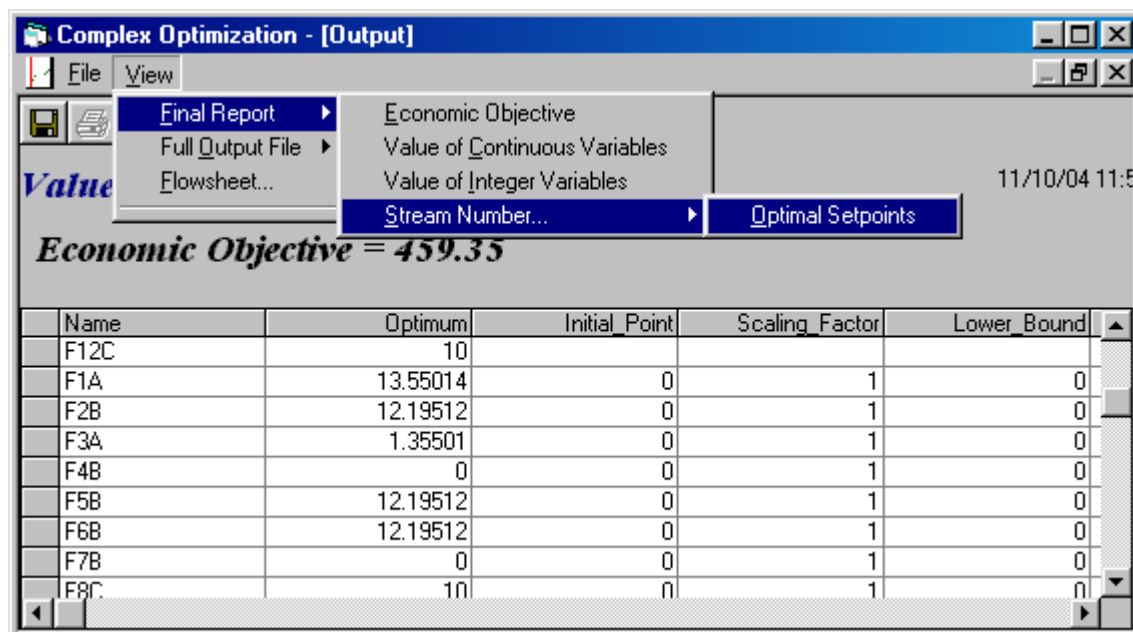 Complex Optimization - [Output]
File View
Final Report
Full Output File
Flowsheet...
Economic Objective
Value of Continuous Variables
Value of Integer Variables
Stream Number...
Optimal Setpoints
Value
11/10/04 11:5
Economic Objective = 459.35
Name Optimum Initial_Point Scaling_Factor Lower_Bound
F12C 10
F1A 13.55014 0 1 0
F2B 12.19512 0 1 0
F3A 1.35501 0 1 0
F4B 0 0 1 0
F5B 12.19512 0 1 0
F6B 12.19512 0 1 0
F7B 0 0 1 0
F8C 10 0 1 0